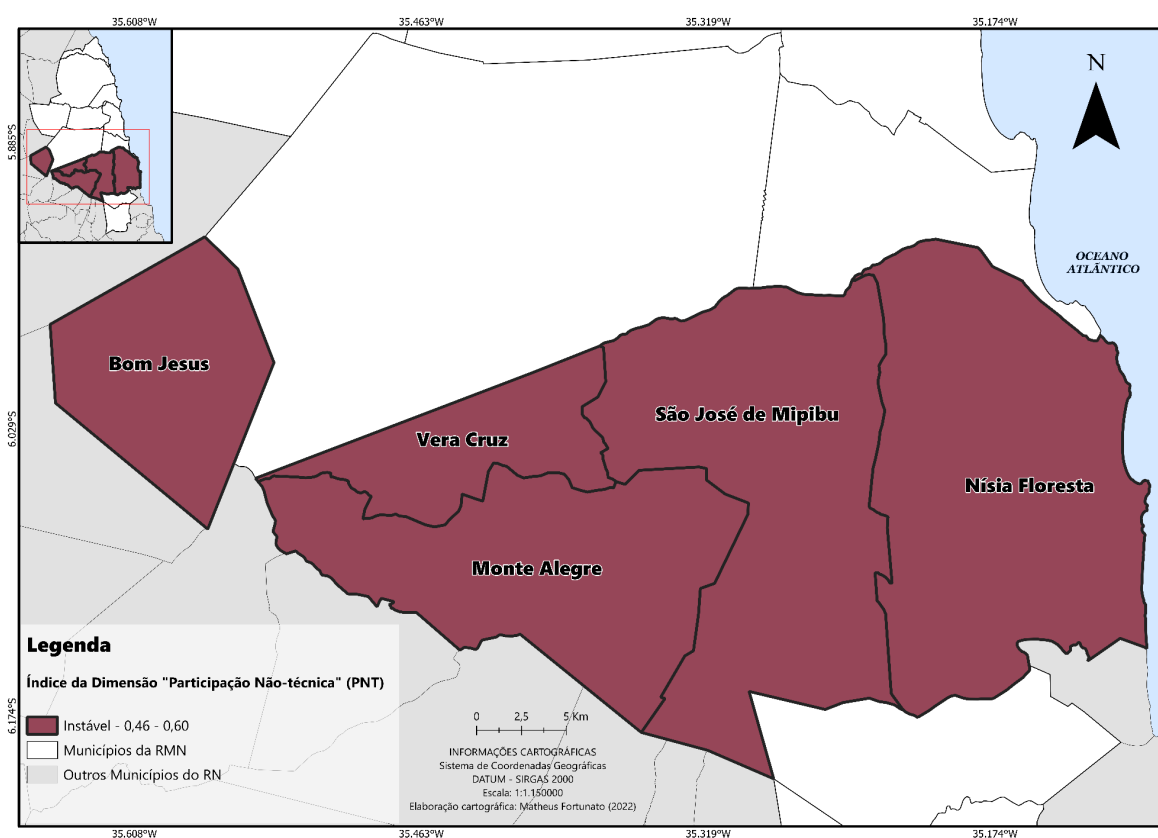 35.608°W 35.463°W 35.319°W 35.174°W
N
5.885°S
OCEANO
ATLÂNTICO
Bom Jesus
São José de Mipibu
6.029°S
Vera Cruz
Nísia Floresta
Monte Alegre
Legenda
Índice da Dimensão "Participação Não-técnica" (PNT)
Instável - 0,46 - 0,60
Municípios da RMN
Outros Municípios do RN
6.174°S
0 2,5 5 Km
INFORMAÇÕES CARTOGRÁFICAS
Sistema de Coordenadas Geográficas
DATUM - SIRGAS 2000
Escala: 1:1.150000
Elaboração cartográfica: Matheus Fortunato (2022)
35.608°W 35.463°W 35.319°W 35.174°W